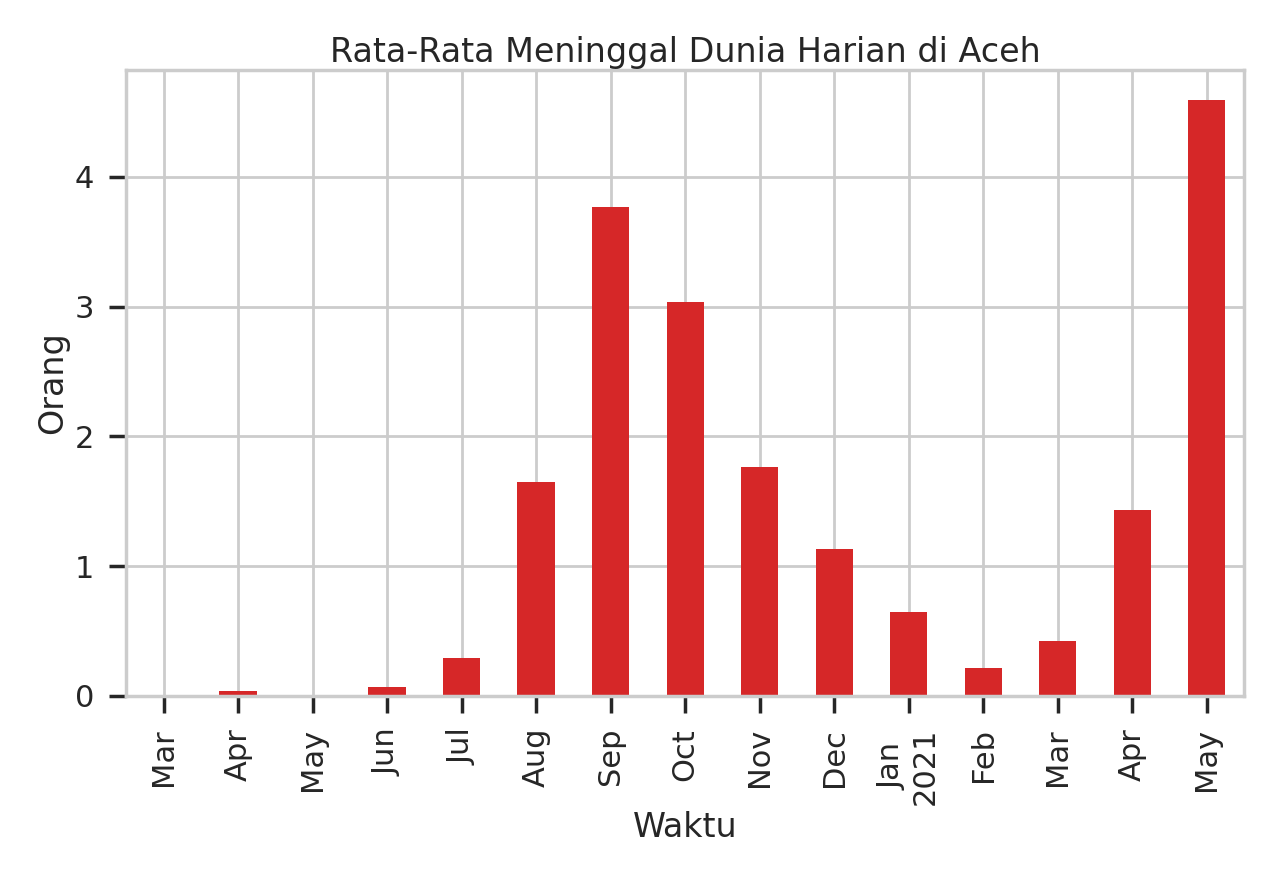 Rata-Rata Meninggal Dunia Harian di Aceh
Orang
4
3
2
1
0
Mar
Apr
May
Jun
Jul
Aug
Sep
Oct
Nov
Dec
Jan
2021
Feb
Mar
Apr
May
Waktu